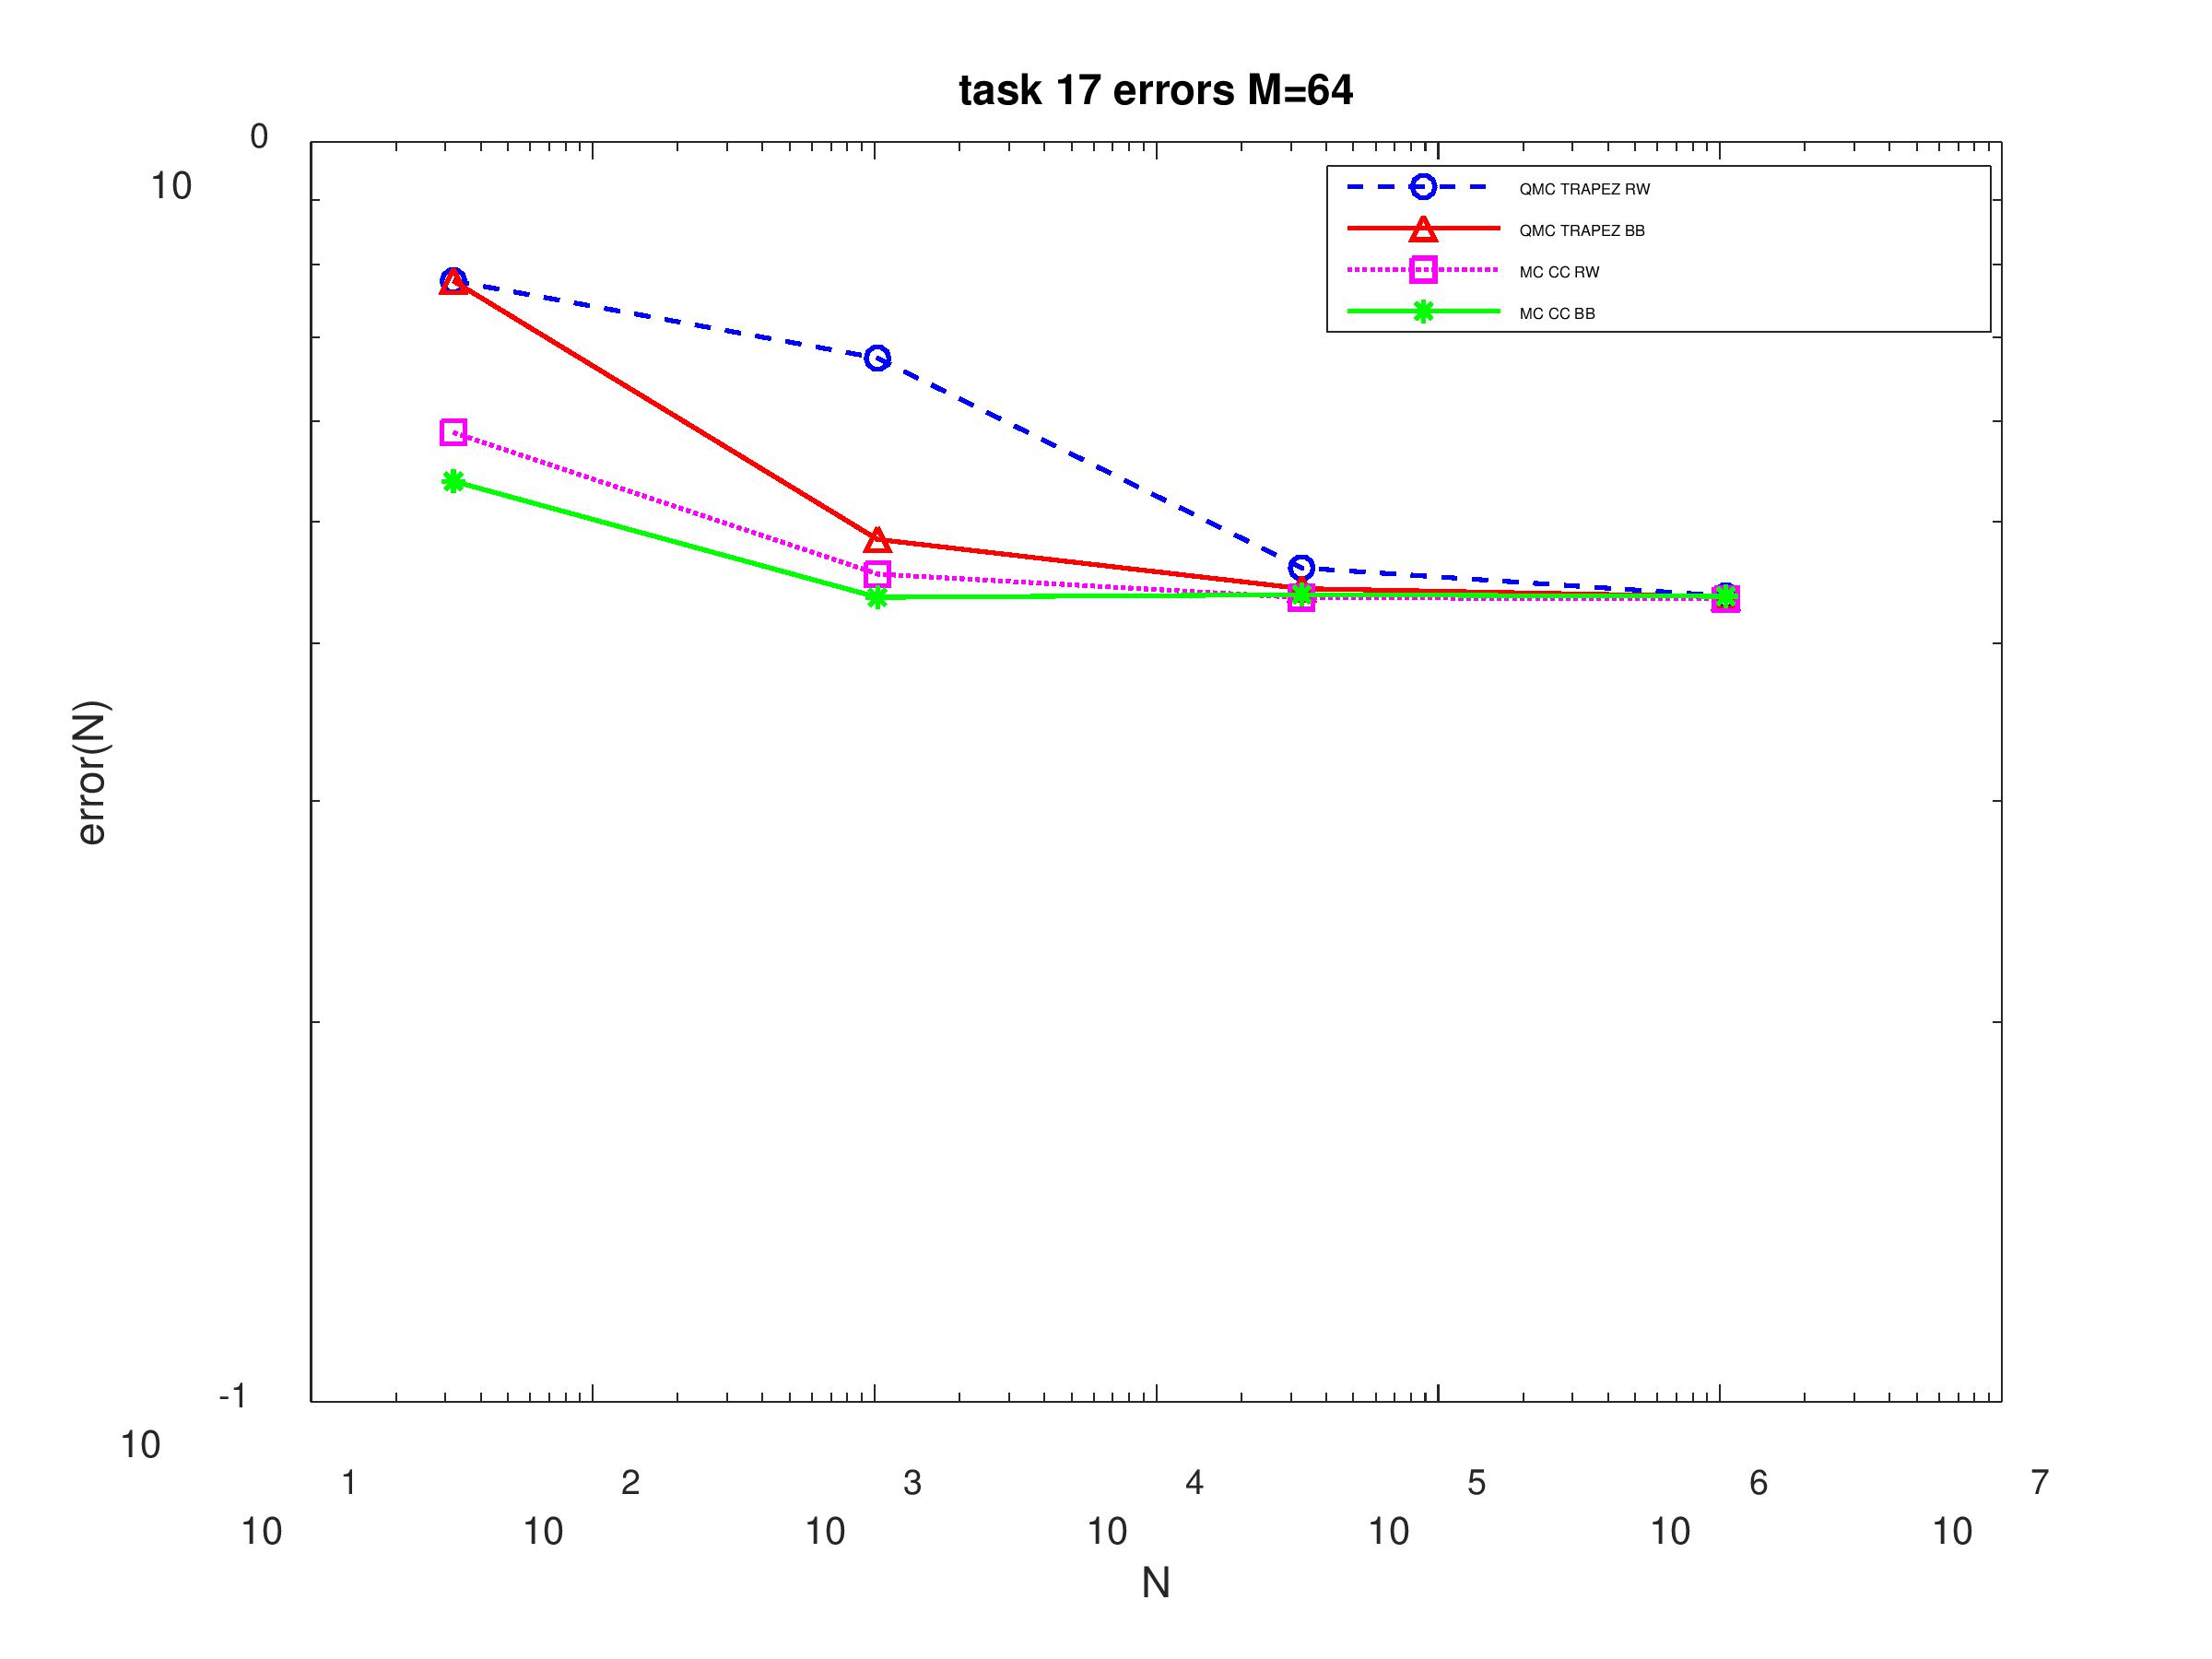 task 17 errors M=64
10^0
QMC TRAPEZ RW
QMC TRAPEZ BB
MC CC RW
MC CC BB
error(N)
10^-1
10^1 10^2 10^3 10^4 10^5 10^6 10^7
N